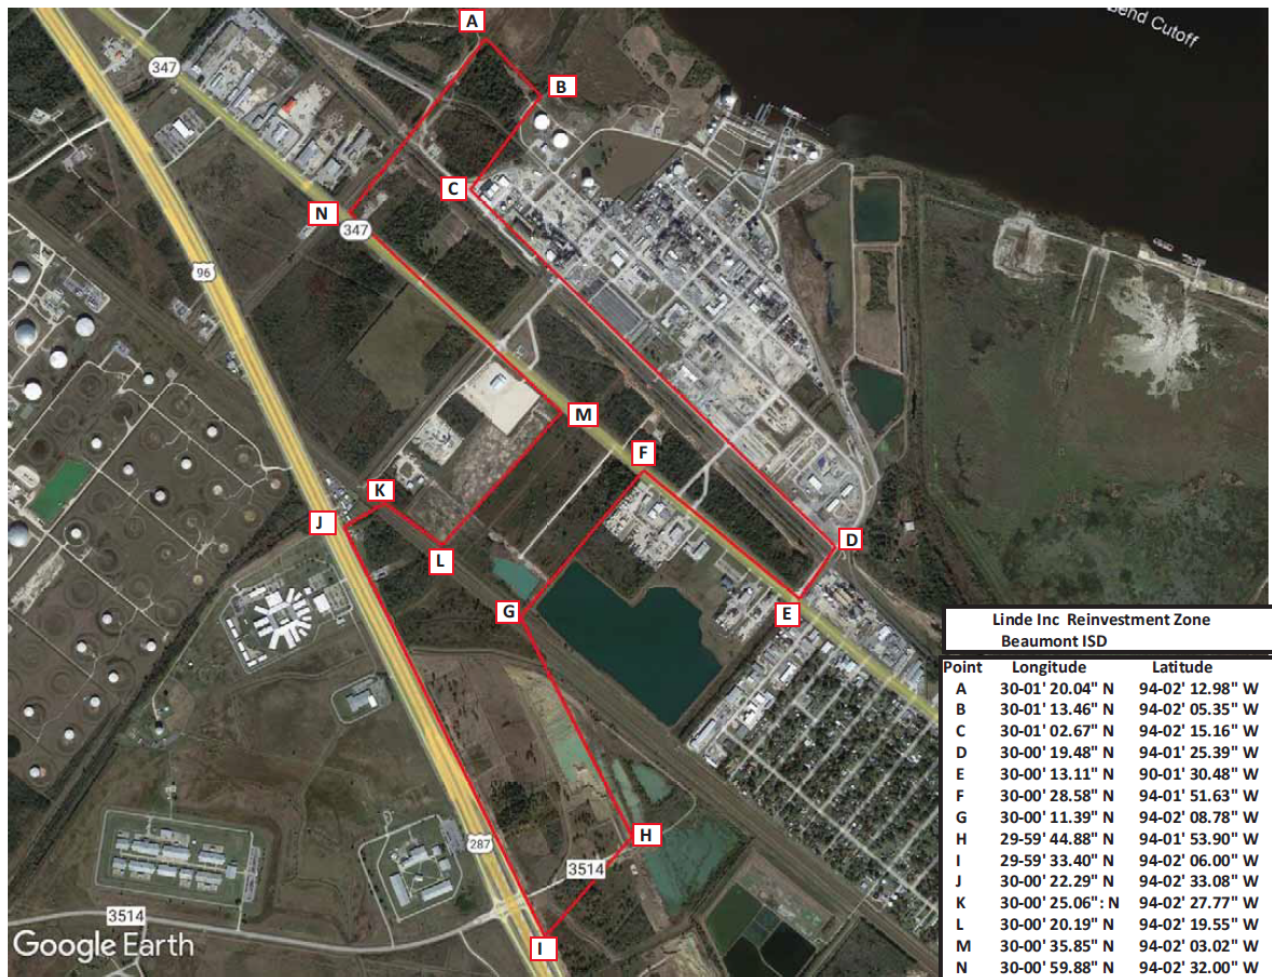 A
Bend Cutoff
B
347
C
N
347
96
M
F
K
J
D
L
G
E
H
287
3514
3514
I
Google Earth
Linde Inc Reinvestment Zone
Beaumont ISD
Point Longitude Latitude
A 30-01' 20.04" N 94-02' 12.98" W
B 30-01' 13.46" N 94-02' 05.35" W
C 30-01' 02.67" N 94-02' 15.16" W
D 30-00' 19.48" N 94-01' 25.39" W
E 30-00' 13.11" N 90-01' 30.48" W
F 30-00' 28.58" N 94-01' 51.63" W
G 30-00' 11.39" N 94-02' 08.78" W
H 29-59' 44.88" N 94-01' 53.90" W
I 29-59' 33.40" N 94-02' 06.00" W
J 30-00' 22.29" N 94-02' 33.08" W
K 30-00' 25.06": N 94-02' 27.77" W
L 30-00' 20.19" N 94-02' 19.55" W
M 30-00' 35.85" N 94-02' 03.02" W
N 30-00' 59.88" N 94-02' 32.00" W